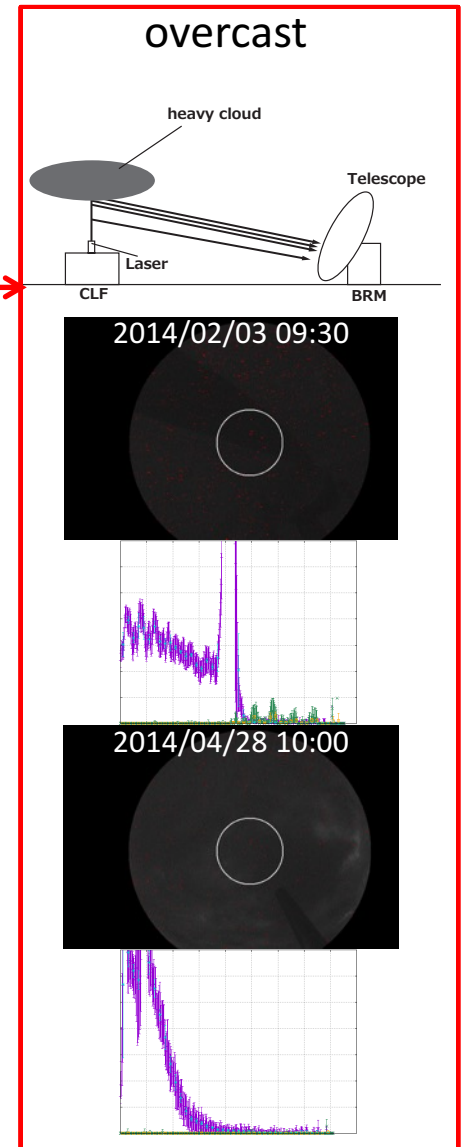 overcast
heavy cloud
Telescope
Laser
CLF
BRM
2014/02/03 09:30
2014/04/28 10:00